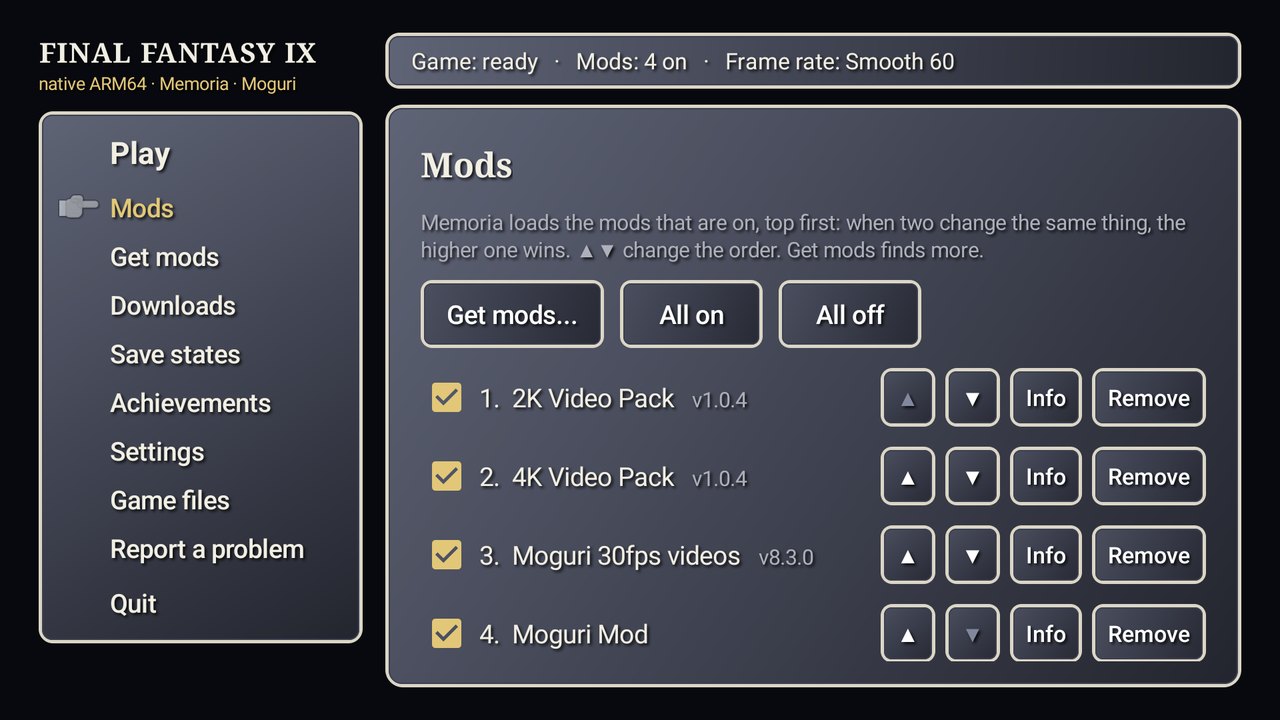 FINAL FANTASY IX
native ARM64 · Memoria · Moguri
Play
Mods
Get mods
Downloads
Save states
Achievements
Settings
Game files
Report a problem
Quit
Game: ready · Mods: 4 on · Frame rate: Smooth 60
Mods
Memoria loads the mods that are on, top first: when two change the same thing, the
higher one wins. ▲▼ change the order. Get mods finds more.
Get mods... All on All off
1. 2K Video Pack v1.0.4 ▲ ▼ Info Remove
2. 4K Video Pack v1.0.4 ▲ ▼ Info Remove
3. Moguri 30fps videos v8.3.0 ▲ ▼ Info Remove
4. Moguri Mod ▲ ▼ Info Remove